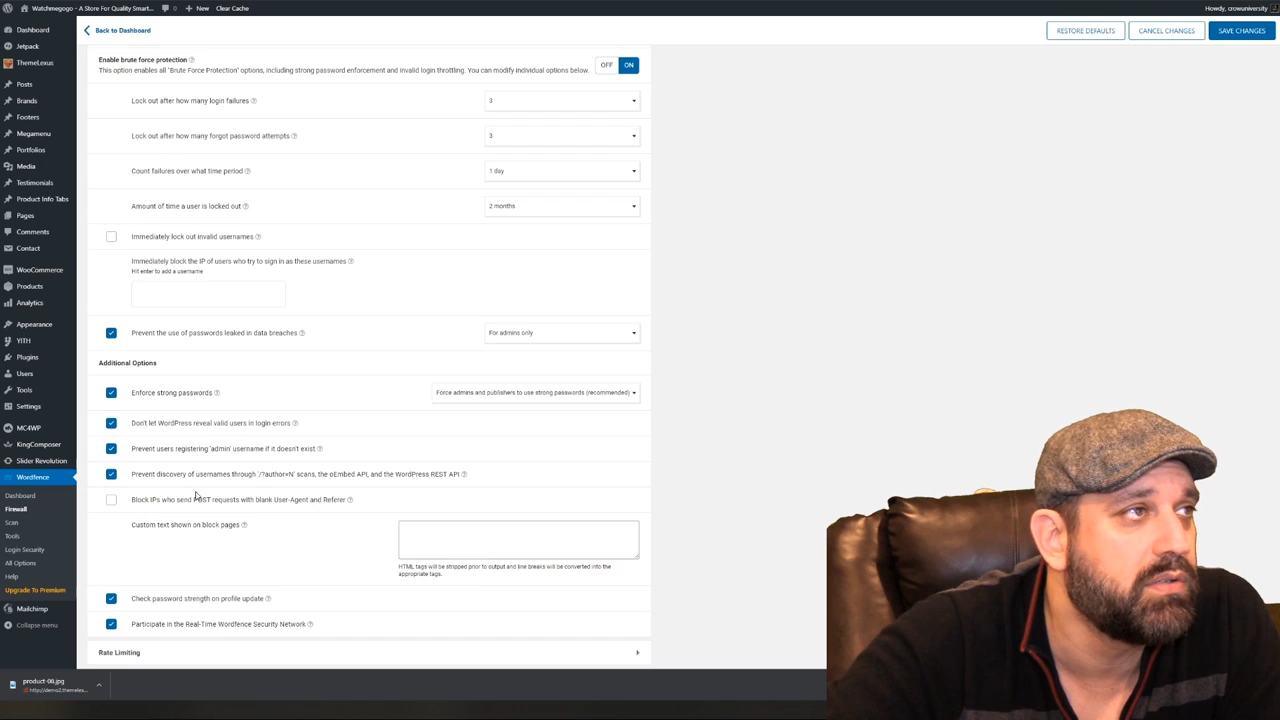 Watchmegogo - A Store For Quality Smart...
0
New
Clear Cache
Howdy, crowuniversity
Dashboard
Jetpack
ThemeLexus
Posts
Brands
Footers
Megamenu
Portfolios
Media
Testimonials
Product Info Tabs
Pages
Comments
Contact
WooCommerce
Products
Analytics
Appearance
YITH
Plugins
Users
Tools
Settings
MC4WP
KingComposer
Slider Revolution
Wordfence
Dashboard
Firewall
Scan
Tools
Login Security
All Options
Help
Upgrade To Premium
Mailchimp
Collapse menu
Back to Dashboard
RESTORE DEFAULTS
CANCEL CHANGES
SAVE CHANGES
Enable brute force protection
This option enables all "Brute Force Protection" options, including strong password enforcement and invalid login throttling. You can modify individual options below.
OFF
ON
Lock out after how many login failures
3
Lock out after how many forgot password attempts
3
Count failures over what time period
1 day
Amount of time a user is locked out
2 months
Immediately lock out invalid usernames
Immediately block the IP of users who try to sign in as these usernames
Hit enter to add a username
Prevent the use of passwords leaked in data breaches
For admins only
Additional Options
Enforce strong passwords
Force admins and publishers to use strong passwords (recommended)
Don't let WordPress reveal valid users in login errors
Prevent users registering 'admin' username if it doesn't exist
Prevent discovery of usernames through '/?author=N' scans, the oEmbed API, and the WordPress REST API
Block IPs who send POST requests with blank User-Agent and Referer
Custom text shown on block pages
HTML tags will be stripped prior to output and line breaks will be converted into the
appropriate tags.
Check password strength on profile update
Participate in the Real-Time Wordfence Security Network
Rate Limiting
product-08.jpg
http://demo2.themelex...